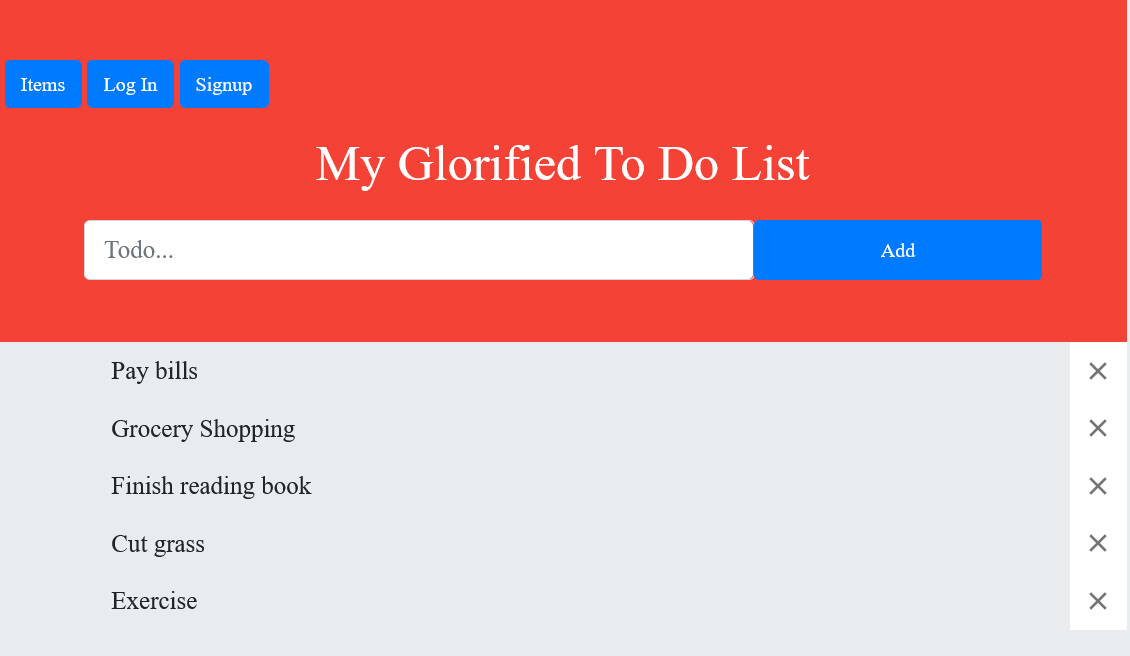 Items Log In Signup
My Glorified To Do List
Todo... Add
Pay bills
Grocery Shopping
Finish reading book
Cut grass
Exercise